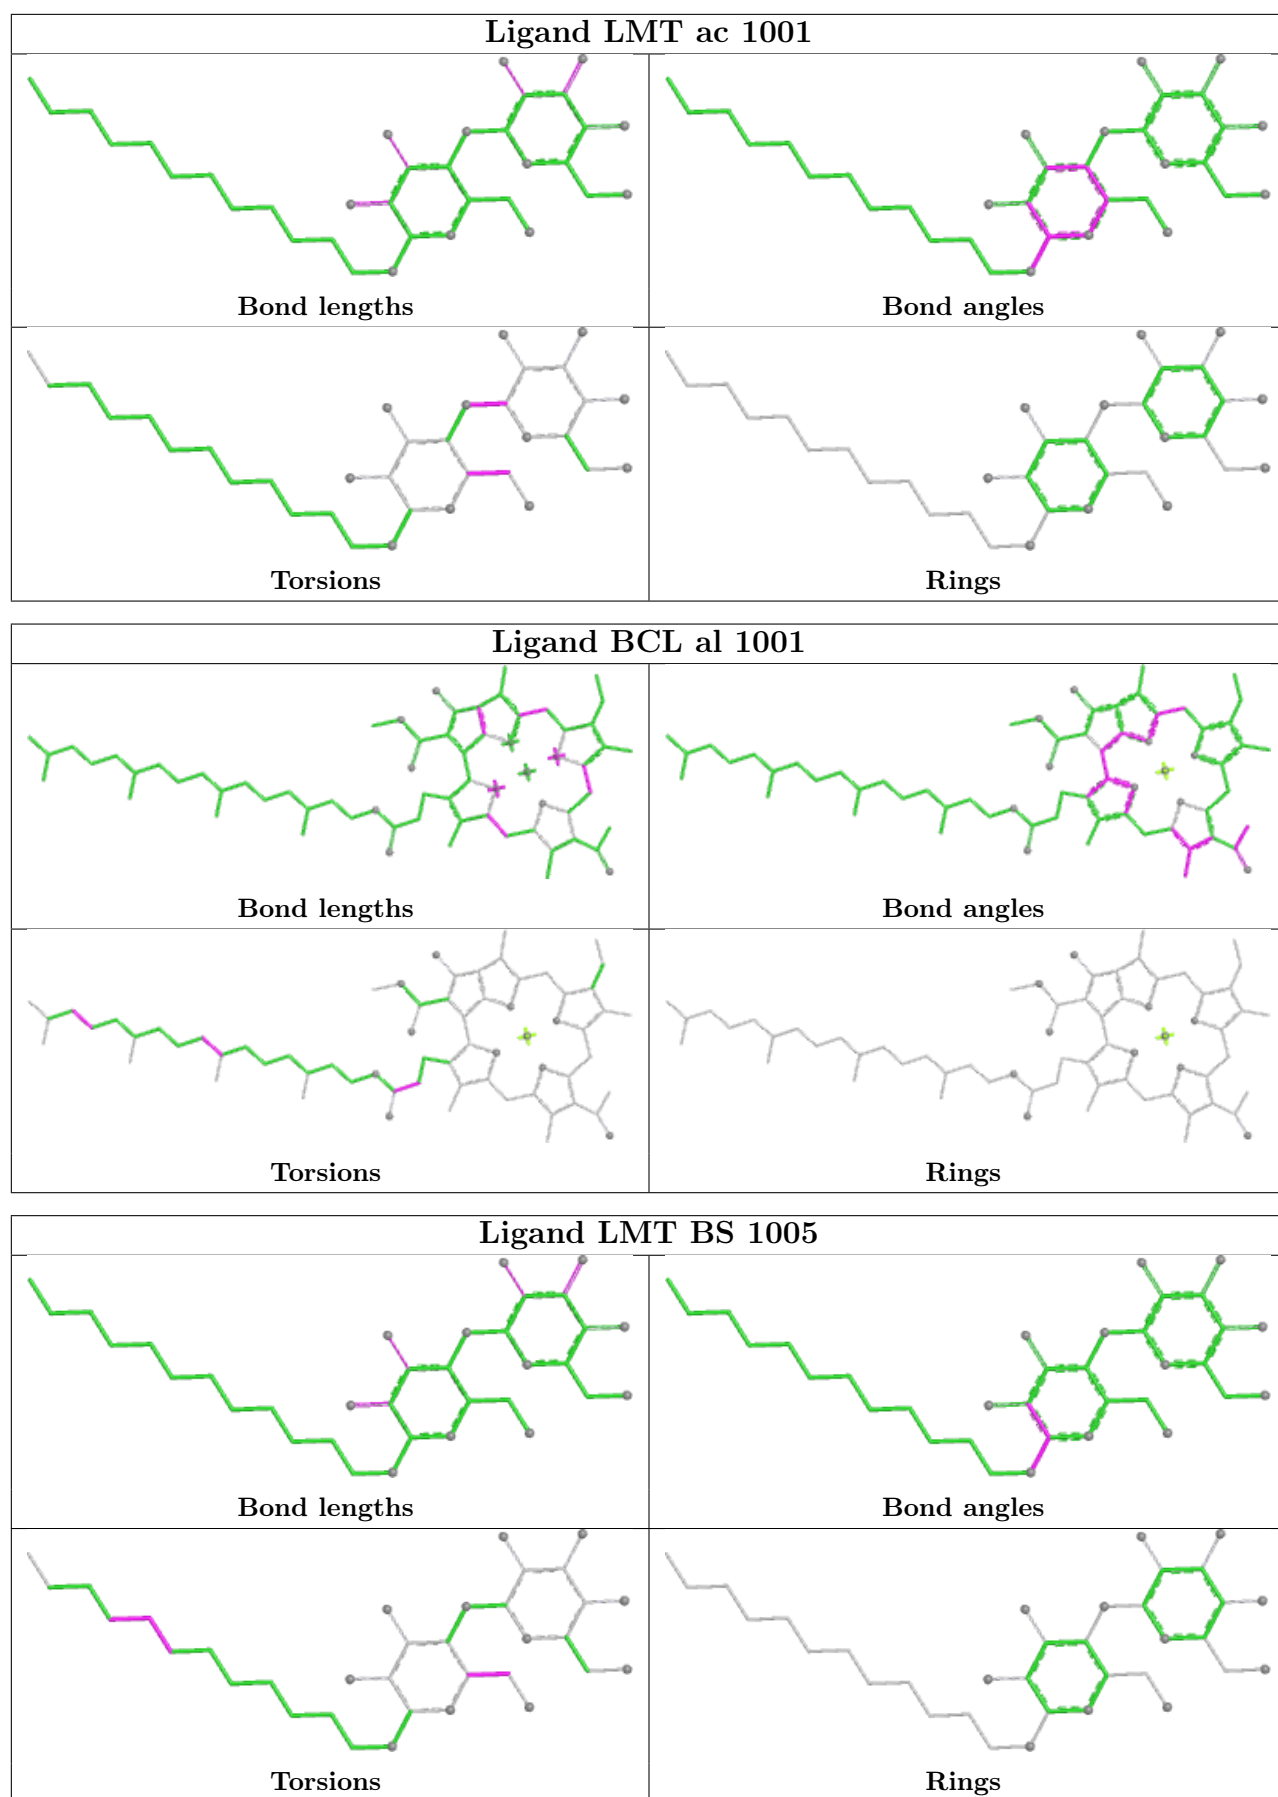 Ligand LMT ac 1001
Bond lengths
Bond angles
Torsions
Rings
Ligand BCL al 1001
Bond lengths
Bond angles
Torsions
Rings
Ligand LMT BS 1005
Bond lengths
Bond angles
Torsions
Rings